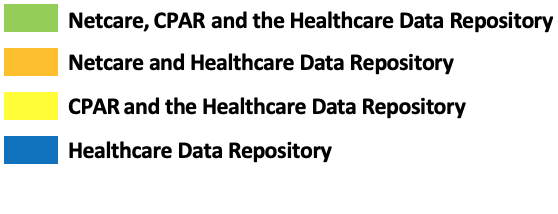 Netcare, CPAR and the Healthcare Data Repository
Netcare and Healthcare Data Repository
CPAR and the Healthcare Data Repository
Healthcare Data Repository